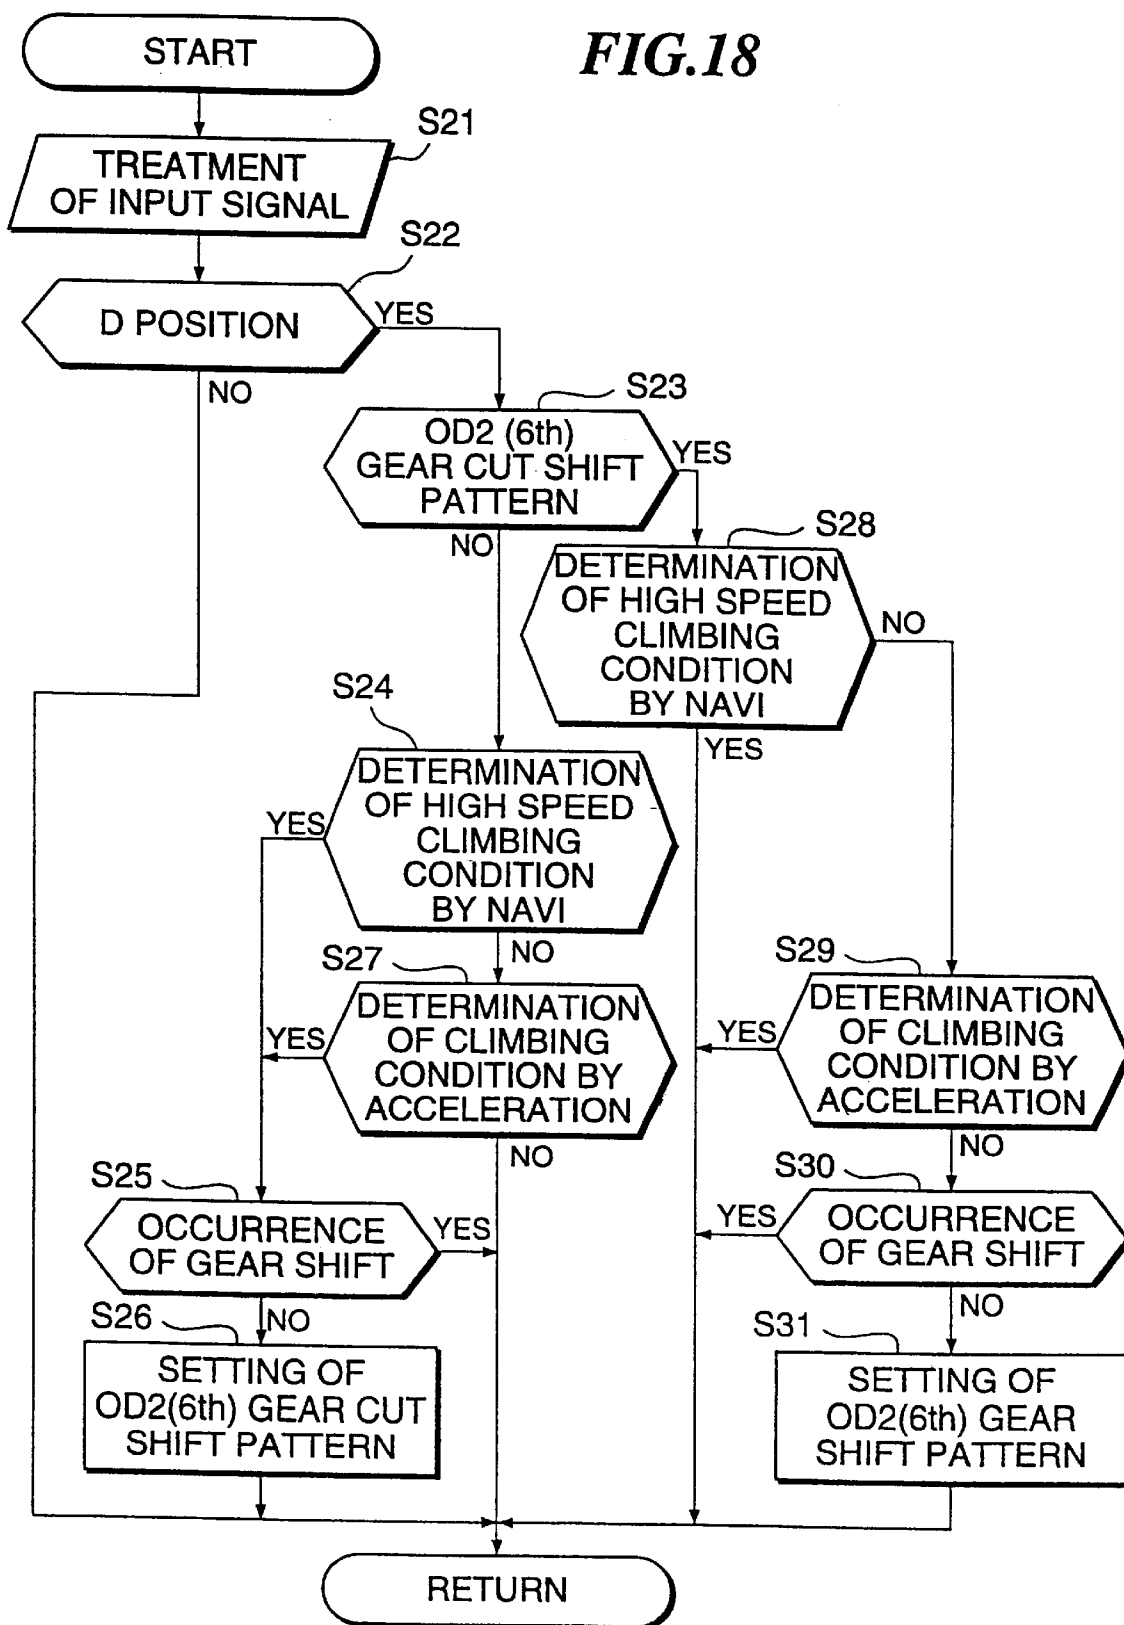 FIG.18
START
S21
TREATMENT
OF INPUT SIGNAL
S22
D POSITION
YES
NO
S23
OD2 (6th)
GEAR CUT SHIFT
PATTERN
YES
NO
S28
DETERMINATION
OF HIGH SPEED
CLIMBING
CONDITION
BY NAVI
NO
YES
S24
DETERMINATION
OF HIGH SPEED
CLIMBING
CONDITION
BY NAVI
YES
NO
S27
DETERMINATION
OF CLIMBING
CONDITION BY
ACCELERATION
YES
NO
S29
DETERMINATION
OF CLIMBING
CONDITION BY
ACCELERATION
YES
NO
S25
OCCURRENCE
OF GEAR SHIFT
YES
NO
S30
OCCURRENCE
OF GEAR SHIFT
YES
NO
S26
SETTING OF
OD2(6th) GEAR CUT
SHIFT PATTERN
S31
SETTING OF
OD2(6th) GEAR
SHIFT PATTERN
RETURN